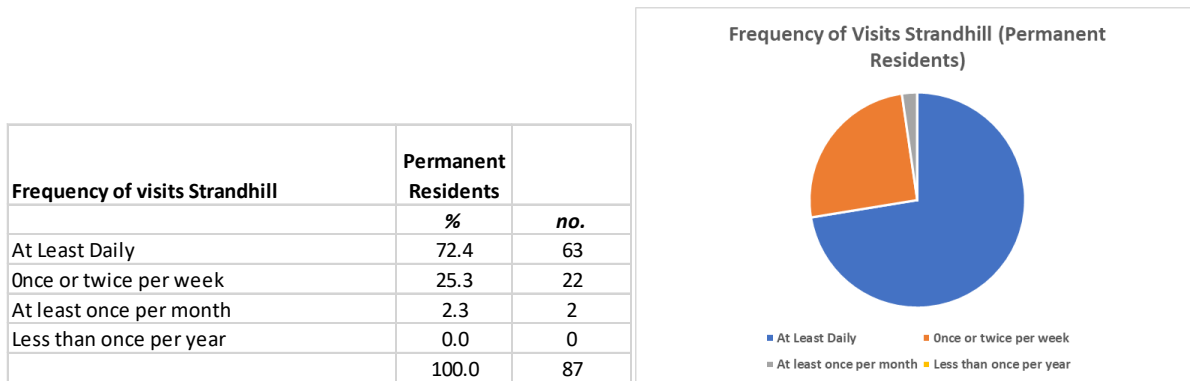 Permanent
Frequency of visits Strandhill Residents
% no.
At Least Daily 72.4 63
0nce or twice per week 25.3 22
At least once per month 2.3 2
Less than once per year 0.0 0
100.0 87
Frequency of Visits Strandhill (Permanent
Residents)
At Least Daily 0nce or twice per week
At least once per month Less than once per year